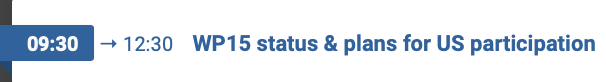 09:30 → 12:30 WP15 status & plans for US participation